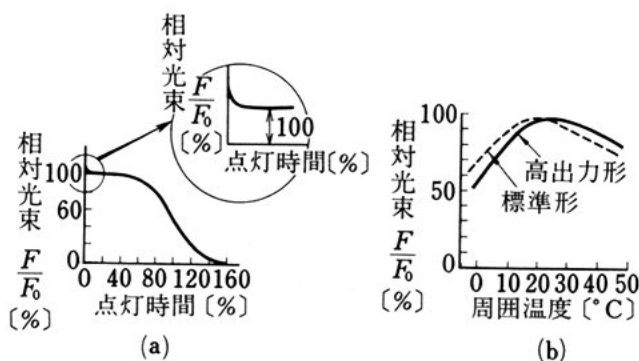 相対光束 F/F₀ 〔%〕
100
点灯時間〔%〕
相対光束 F/F₀ 〔%〕
100
60
0
0 40 80 120 160
点灯時間〔%〕
(a)
相対光束 F/F₀ 〔%〕
100
50
0 10 20 30 40 50
高出力形
標準形
周囲温度〔°C〕
(b)